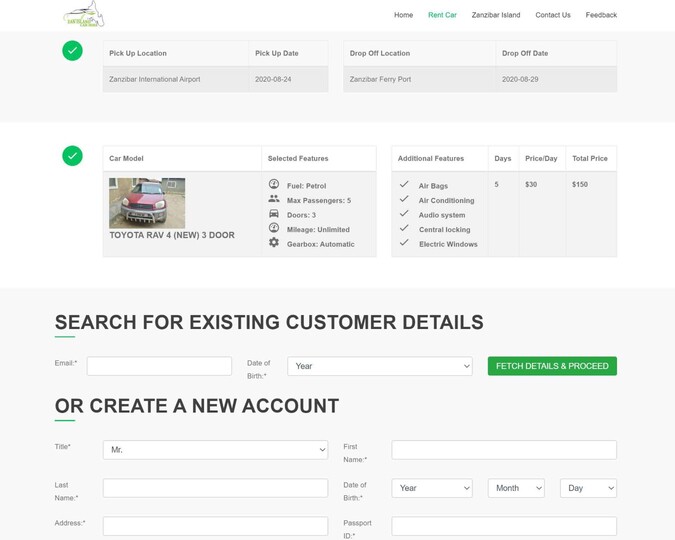 Home Rent Car Zanzibar Island Contact Us Feedback
Pick Up Location Pick Up Date Drop Off Location Drop Off Date
Zanzibar International Airport 2020-08-24 Zanzibar Ferry Port 2020-08-29
Car Model Selected Features Additional Features Days Price/Day Total Price
Fuel: Petrol Air Bags 5 $30 $150
Max Passengers: 5 Air Conditioning
Doors: 3 Audio system
Mileage: Unlimited Central locking
TOYOTA RAV 4 (NEW) 3 DOOR Gearbox: Automatic Electric Windows
SEARCH FOR EXISTING CUSTOMER DETAILS
Email:* Date of Birth:* Year FETCH DETAILS & PROCEED
OR CREATE A NEW ACCOUNT
Title* Mr. First Name:*
Last Name:* Date of Birth:* Year Month Day
Address:* Passport ID:*